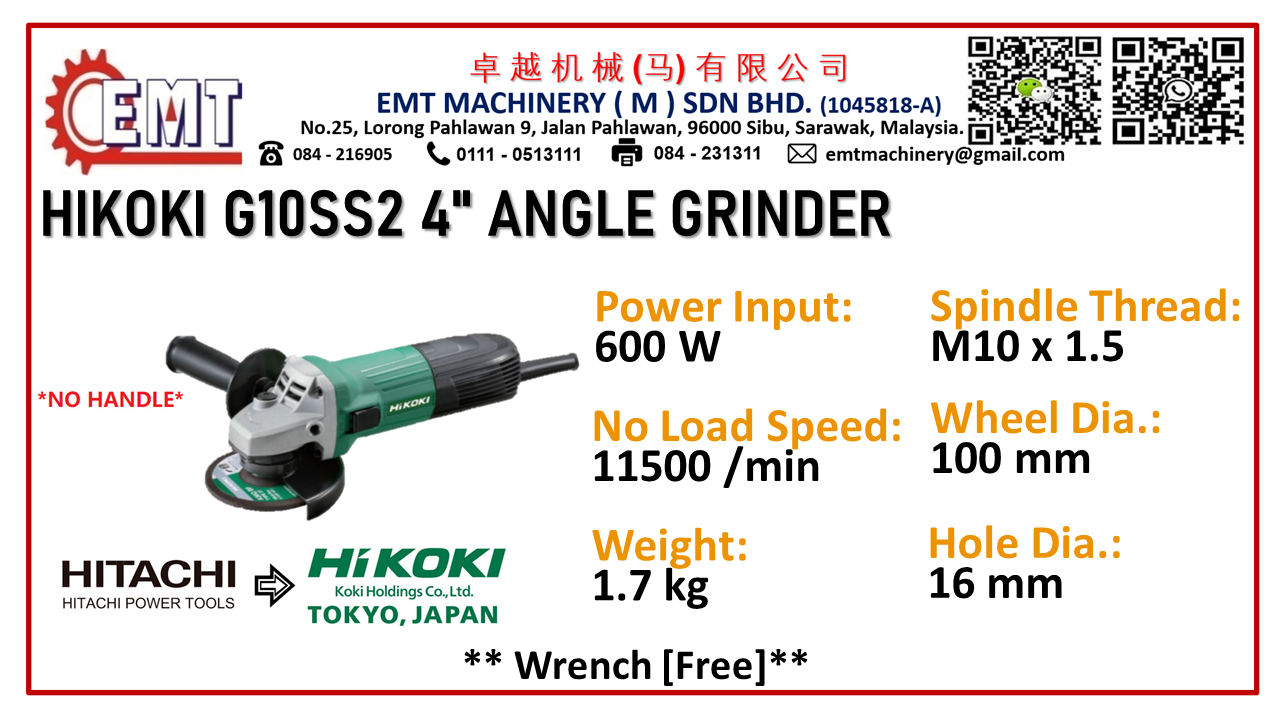 EMT
卓越机械(马)有限公司
EMT MACHINERY ( M ) SDN BHD. (1045818-A)
No.25, Lorong Pahlawan 9, Jalan Pahlawan, 96000 Sibu, Sarawak, Malaysia.
084 - 216905 0111 - 0513111 084 - 231311 emtmachinery@gmail.com
HIKOKI G10SS2 4" ANGLE GRINDER
*NO HANDLE*
HiKOKI
Power Input:
600 W
Spindle Thread:
M10 x 1.5
No Load Speed:
11500 /min
Wheel Dia.:
100 mm
Weight:
1.7 kg
Hole Dia.:
16 mm
HITACHI
HITACHI POWER TOOLS
HiKOKI
Koki Holdings Co.,Ltd.
TOKYO, JAPAN
** Wrench [Free]**